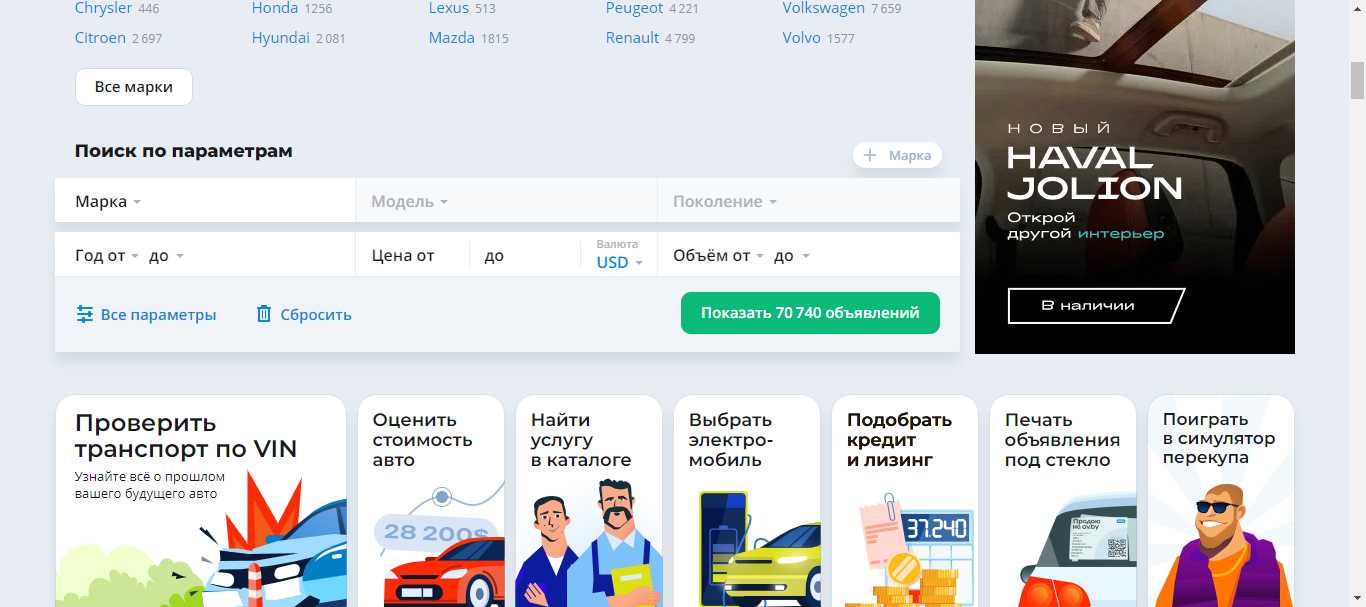 Chrysler 446 Honda 1256 Lexus 513 Peugeot 4 221 Volkswagen 7 659
Citroen 2 697 Hyundai 2 081 Mazda 1815 Renault 4 799 Volvo 1577
Все марки
Поиск по параметрам
+ Марка
Марка Модель Поколение
Год от до Цена от до Валюта USD Объём от до
Все параметры Сбросить Показать 70 740 объявлений
НОВЫЙ
HAVAL
JOLION
Открой
другой интерьер
В наличии
Проверить
транспорт по VIN
Узнайте всё о прошлом
вашего будущего авто
Оценить
стоимость
авто
28 200$
Найти
услугу
в каталоге
Выбрать
электро-
мобиль
Подобрать
кредит
и лизинг
37.240
Печать
объявления
под стекло
Продаю
на av.by
Поиграть
в симулятор
перекупа